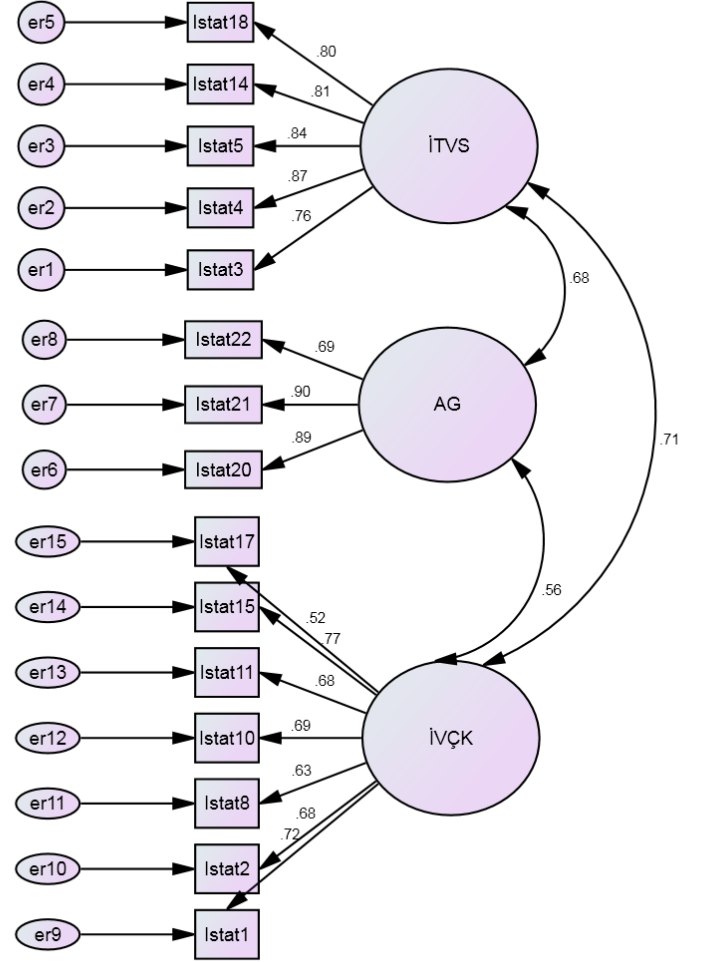 er5 Istat18
.80
er4 Istat14
.81
er3 Istat5 .84 İTVS
er2 Istat4 .87
.76
er1 Istat3
.68
er8 Istat22 .69
er7 Istat21 .90 AG
er6 Istat20 .89
.71
er15 Istat17
.56
er14 Istat15 .52
.77
er13 Istat11 .68
er12 Istat10 .69 İVÇK
er11 Istat8 .63
.68
.72
er10 Istat2
er9 Istat1